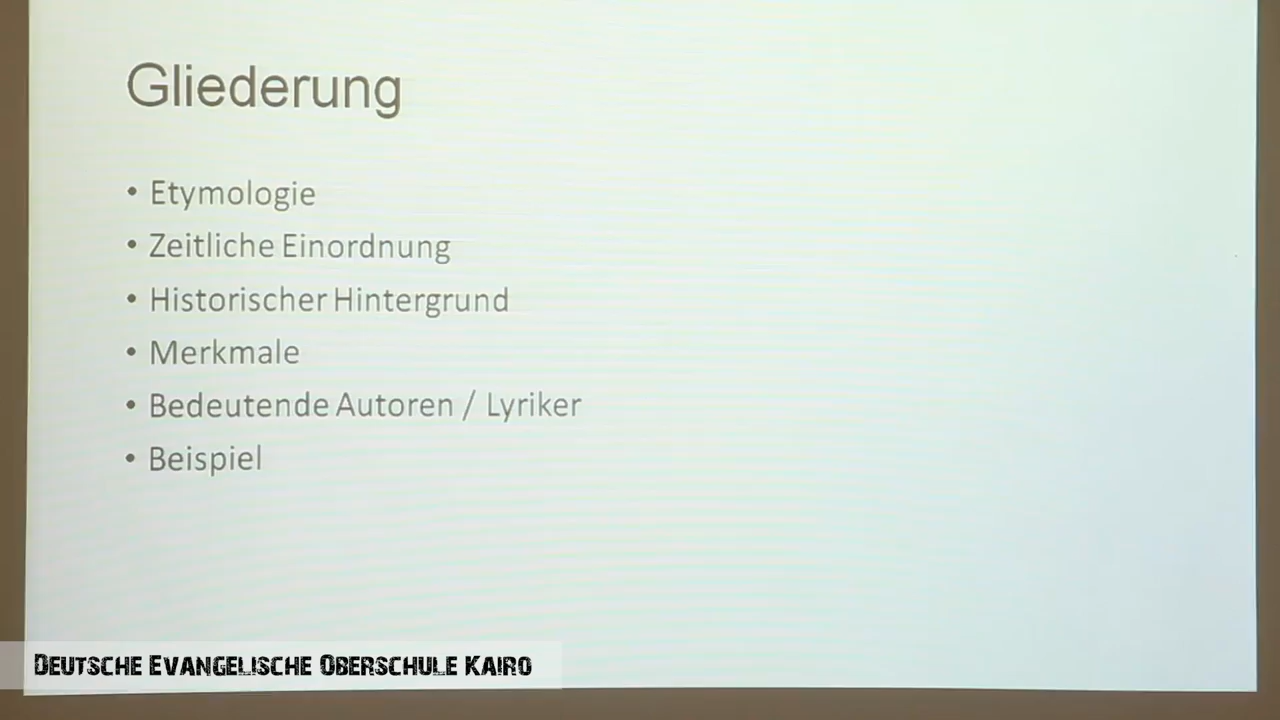 Gliederung
• Etymologie
• Zeitliche Einordnung
• Historischer Hintergrund
• Merkmale
• Bedeutende Autoren / Lyriker
• Beispiel
Deutsche Evangelische Oberschule Kairo